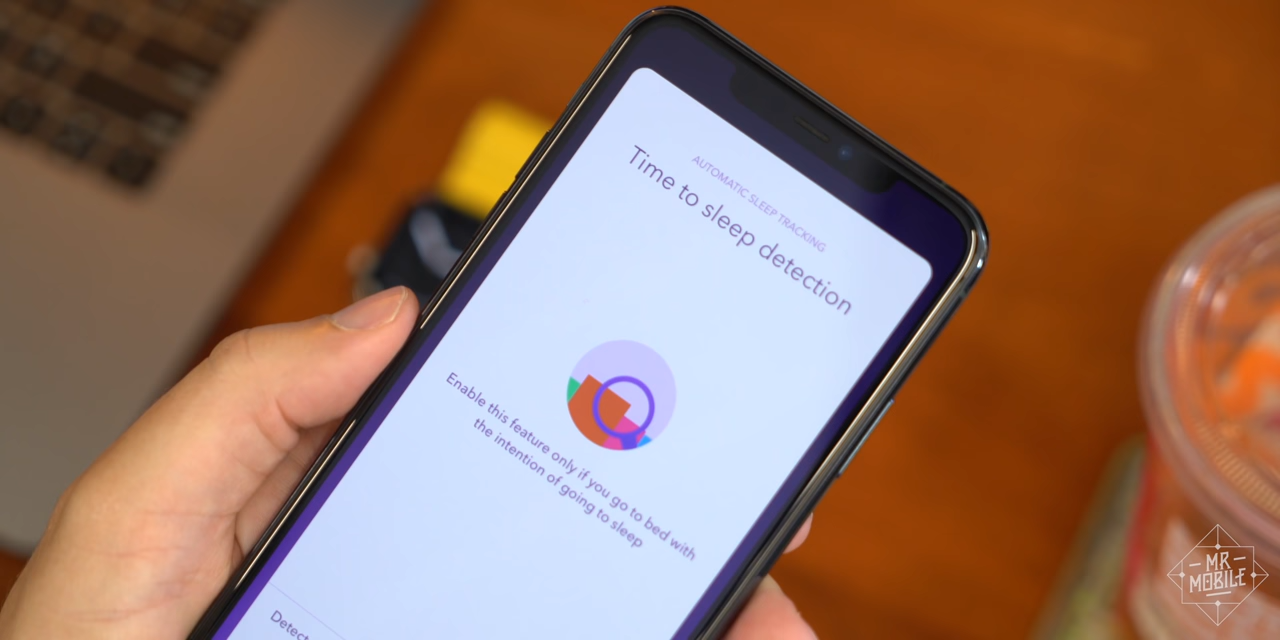 AUTOMATIC SLEEP TRACKING
Time to sleep detection
Enable this feature only if you go to bed with
the intention of going to sleep
Detect
MR
MOBILE